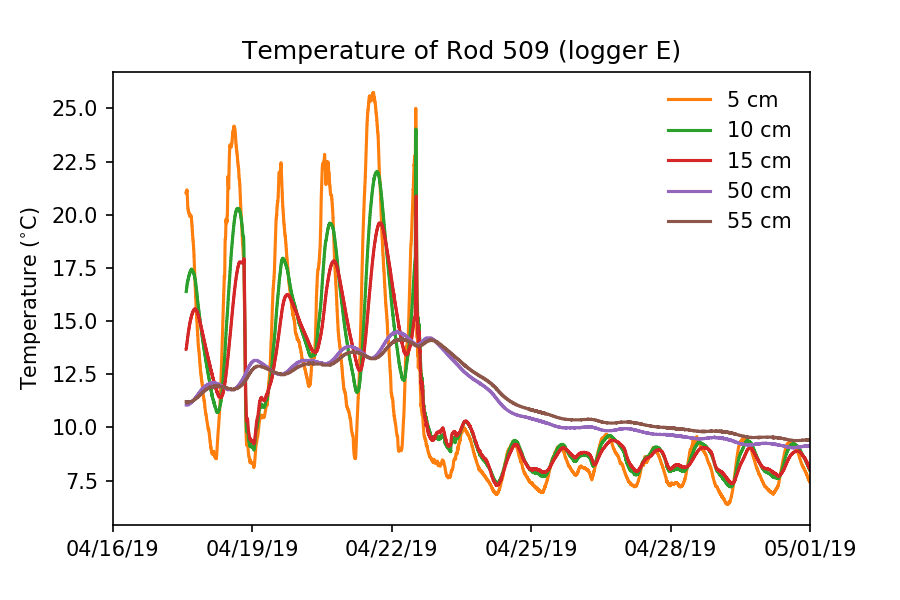 Temperature of Rod 509 (logger E)
Temperature (°C)
25.0
22.5
20.0
17.5
15.0
12.5
10.0
7.5
5 cm
10 cm
15 cm
50 cm
55 cm
04/16/19 04/19/19 04/22/19 04/25/19 04/28/19 05/01/19